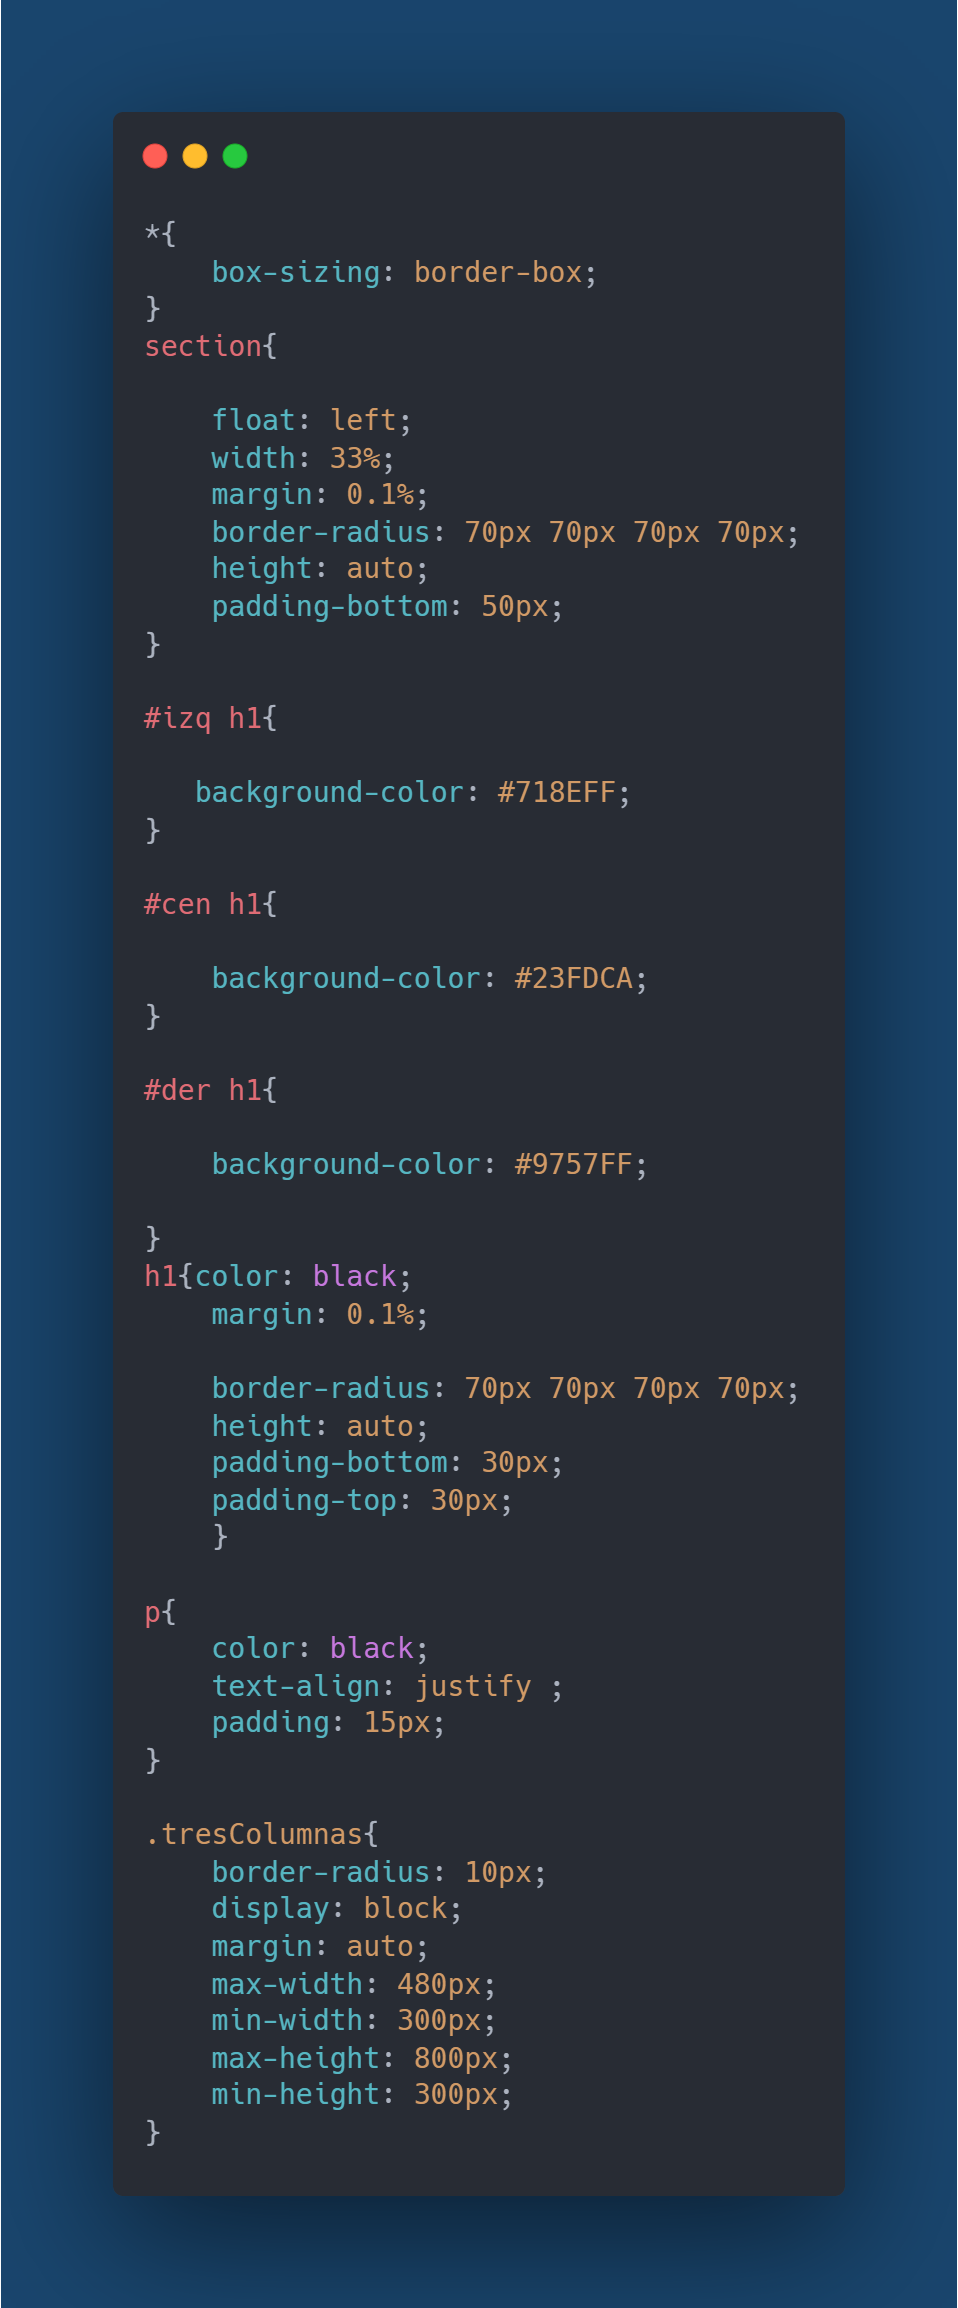 *{
    box-sizing: border-box;
}
section{

    float: left;
    width: 33%;
    margin: 0.1%;
    border-radius: 70px 70px 70px 70px;
    height: auto;
    padding-bottom: 50px;
}

#izq h1{

   background-color: #718EFF;
}

#cen h1{

    background-color: #23FDCA;
}

#der h1{

    background-color: #9757FF;

}
h1{color: black;
    margin: 0.1%;

    border-radius: 70px 70px 70px 70px;
    height: auto;
    padding-bottom: 30px;
    padding-top: 30px;
    }

p{
    color: black;
    text-align: justify ;
    padding: 15px;
}

.tresColumnas{
    border-radius: 10px;
    display: block;
    margin: auto;
    max-width: 480px;
    min-width: 300px;
    max-height: 800px;
    min-height: 300px;
}